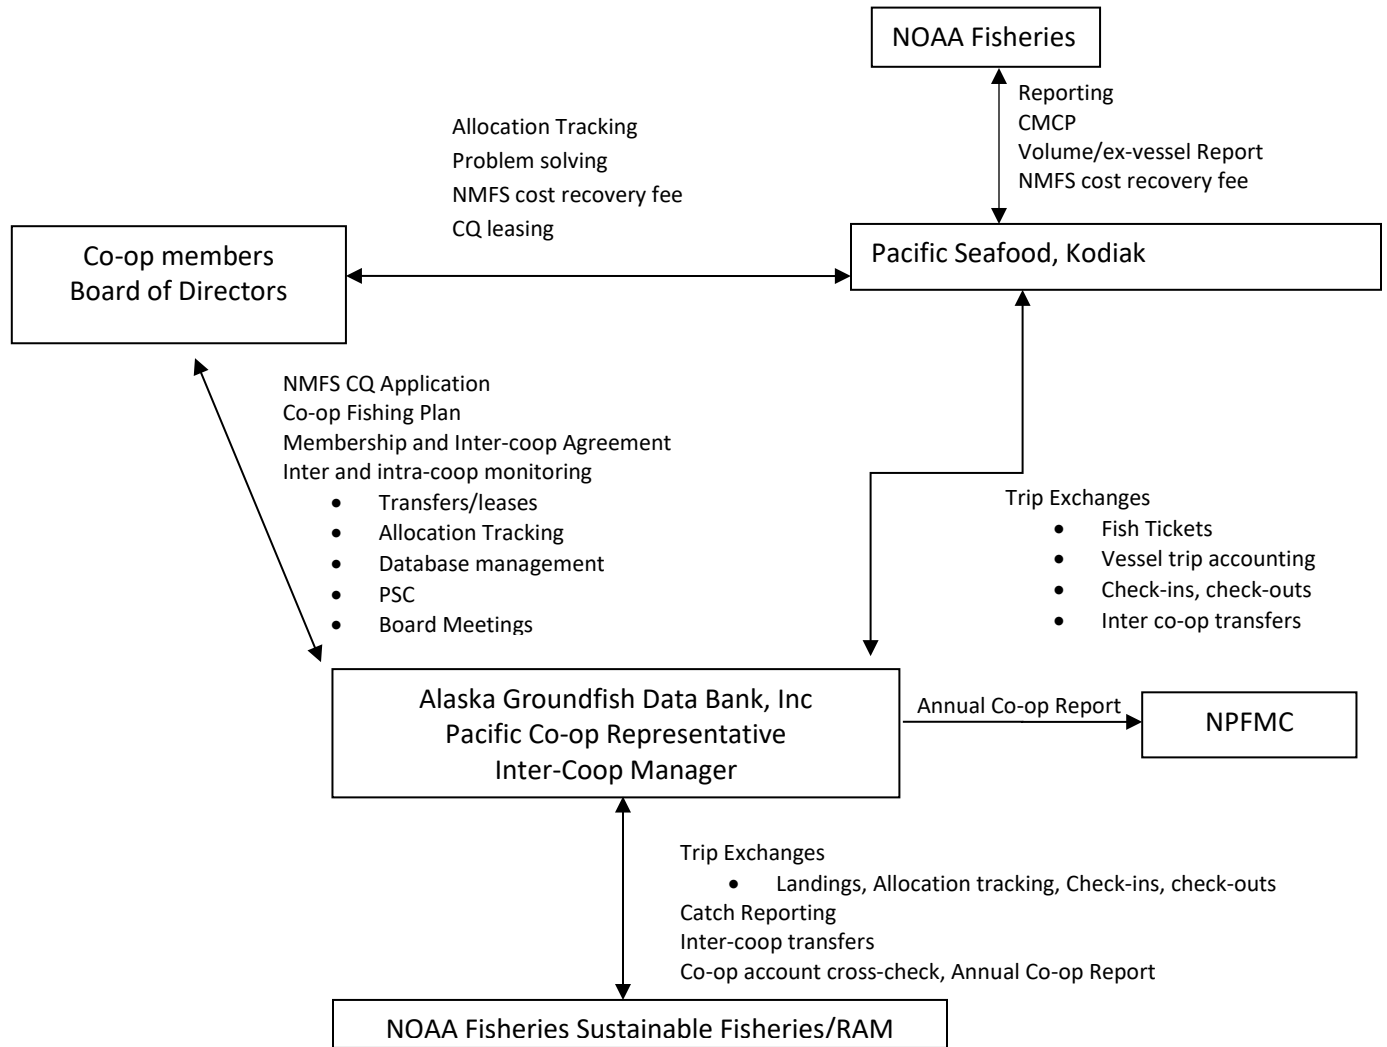 NOAA Fisheries
Reporting
CMCP
Volume/ex-vessel Report
NMFS cost recovery fee
Allocation Tracking
Problem solving
NMFS cost recovery fee
CQ leasing
Co-op members
Board of Directors
Pacific Seafood, Kodiak
NMFS CQ Application
Co-op Fishing Plan
Membership and Inter-coop Agreement
Inter and intra-coop monitoring
• Transfers/leases
• Allocation Tracking
• Database management
• PSC
• Board Meetings
Trip Exchanges
• Fish Tickets
• Vessel trip accounting
• Check-ins, check-outs
• Inter co-op transfers
Alaska Groundfish Data Bank, Inc
Pacific Co-op Representative
Inter-Coop Manager
Annual Co-op Report
NPFMC
Trip Exchanges
• Landings, Allocation tracking, Check-ins, check-outs
Catch Reporting
Inter-coop transfers
Co-op account cross-check, Annual Co-op Report
NOAA Fisheries Sustainable Fisheries/RAM